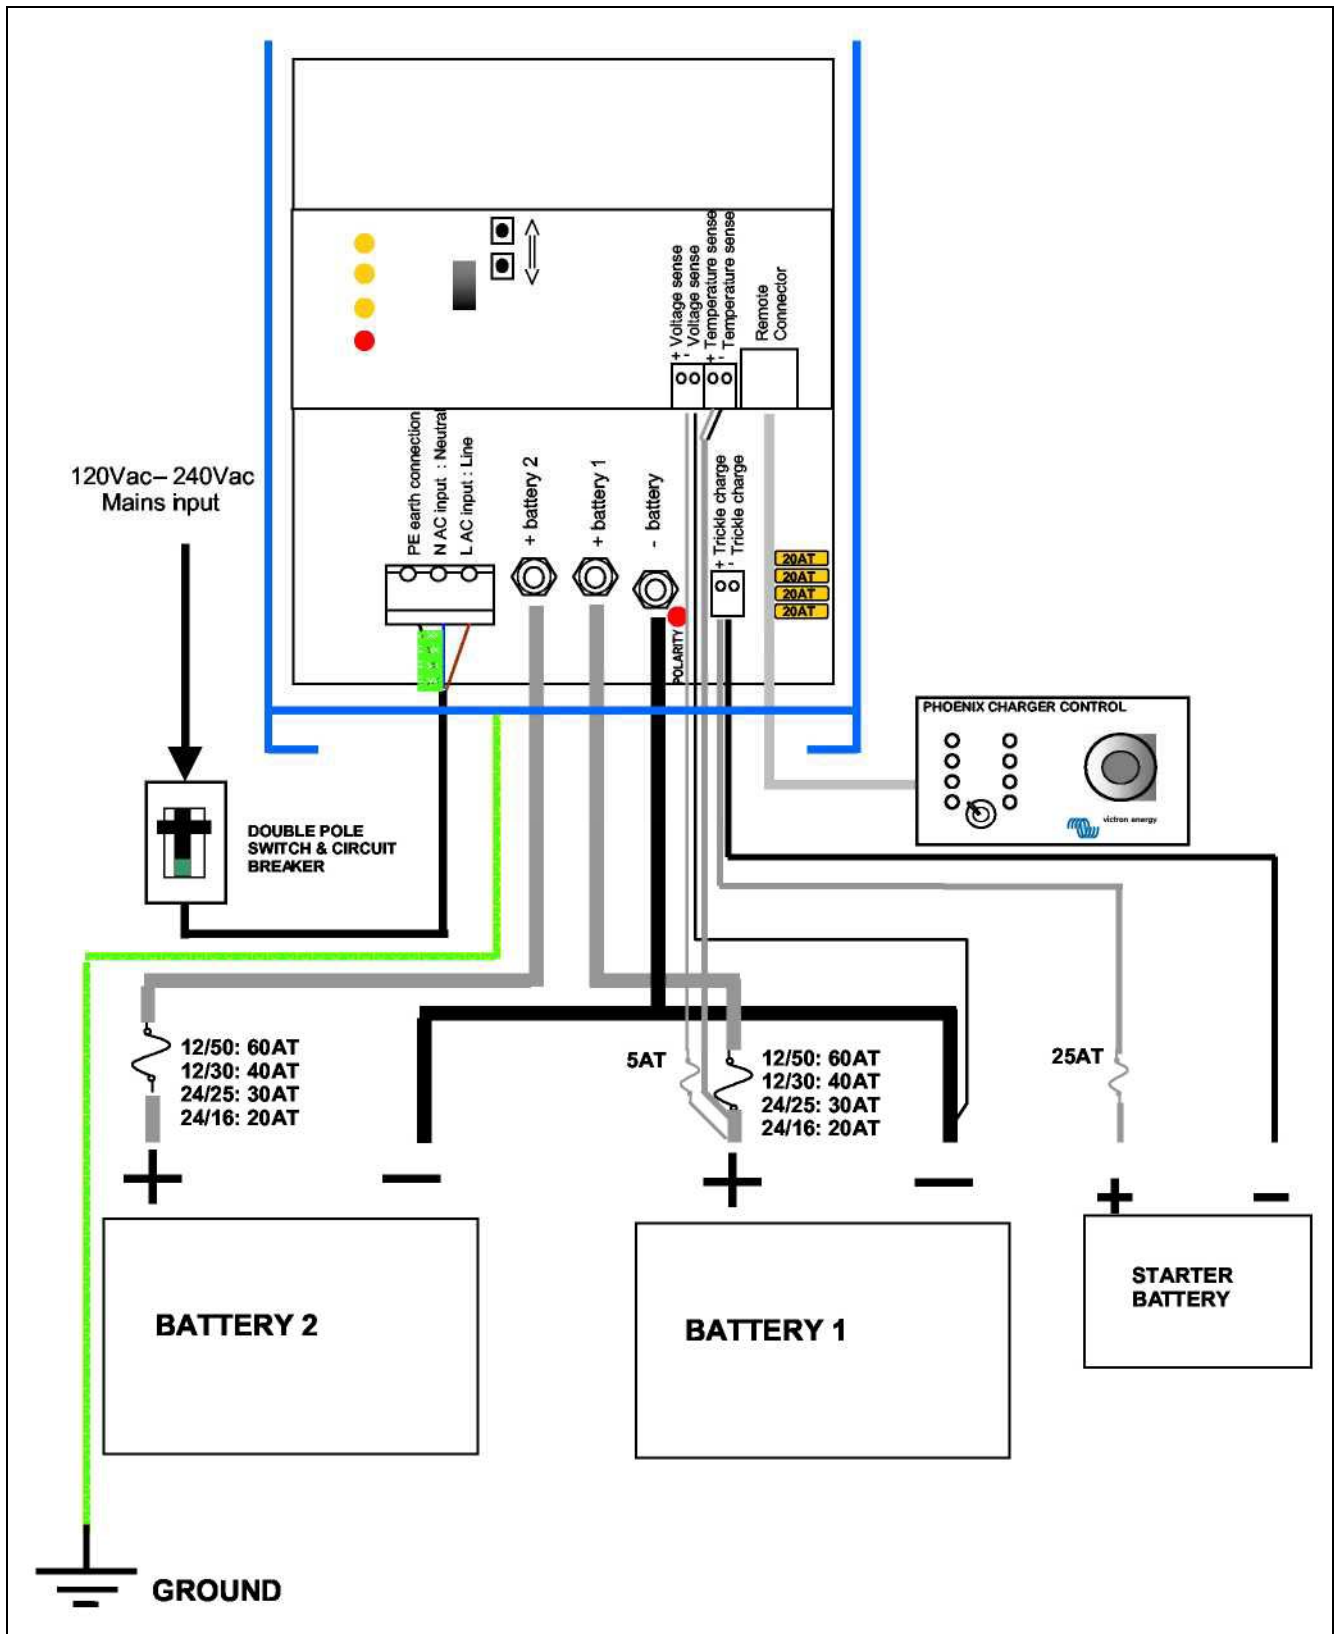 + Voltage sense
- Voltage sense
+ Temperature sense
- Temperature sense
Remote
Connector
120Vac– 240Vac
Mains input
PE earth connection
N AC input : Neutral
L AC input : Line
+ battery 2
+ battery 1
- battery
+ Trickle charge
- Trickle charge
20AT
20AT
20AT
20AT
POLARITY
PHOENIX CHARGER CONTROL
victron energy
DOUBLE POLE
SWITCH & CIRCUIT
BREAKER
12/50: 60AT
12/30: 40AT
24/25: 30AT
24/16: 20AT
5AT
12/50: 60AT
12/30: 40AT
24/25: 30AT
24/16: 20AT
25AT
+
—
+
—
+
—
BATTERY 2
BATTERY 1
STARTER
BATTERY
GROUND